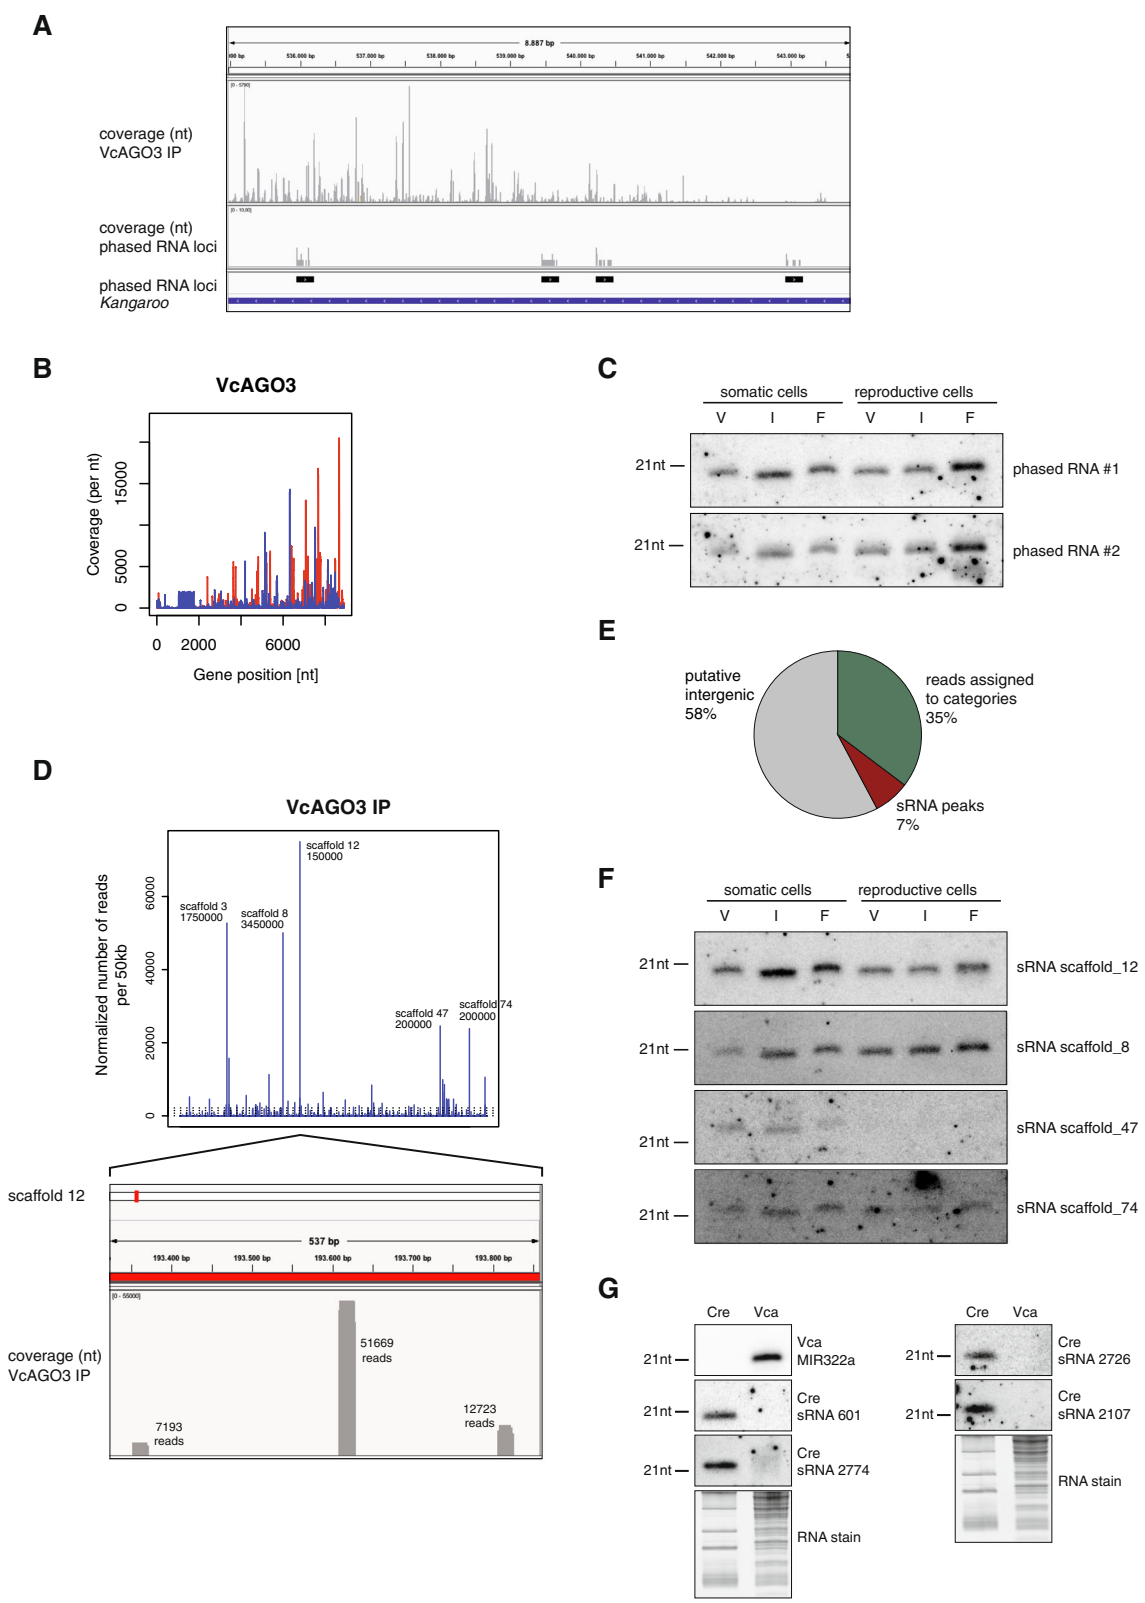 A
8.887 bp
536.000 bp
537.000 bp
538.000 bp
539.000 bp
540.000 bp
541.000 bp
542.000 bp
543.000 bp
[0 - 5790]
coverage (nt)
VcAGO3 IP
[0 - 10,00]
coverage (nt)
phased RNA loci
phased RNA loci
Kangaroo
B
VcAGO3
Coverage (per nt)
15000
5000
0
0 2000 6000
Gene position [nt]
C
somatic cells reproductive cells
V I F V I F
21nt
phased RNA #1
21nt
phased RNA #2
D
VcAGO3 IP
Normalized number of reads
per 50kb
60000
40000
20000
0
scaffold 12
150000
scaffold 3
1750000
scaffold 8
3450000
scaffold 47
200000
scaffold 74
200000
scaffold 12
537 bp
193.400 bp
193.500 bp
193.600 bp
193.700 bp
193.800 bp
[0 - 55000]
coverage (nt)
VcAGO3 IP
7193
reads
51669
reads
12723
reads
E
putative
intergenic
58%
reads assigned
to categories
35%
sRNA peaks
7%
F
somatic cells reproductive cells
V I F V I F
21nt
sRNA scaffold_12
21nt
sRNA scaffold_8
21nt
sRNA scaffold_47
21nt
sRNA scaffold_74
G
Cre Vca
21nt
Vca
MIR322a
21nt
Cre
sRNA 601
21nt
Cre
sRNA 2774
RNA stain
Cre Vca
21nt
Cre
sRNA 2726
21nt
Cre
sRNA 2107
RNA stain